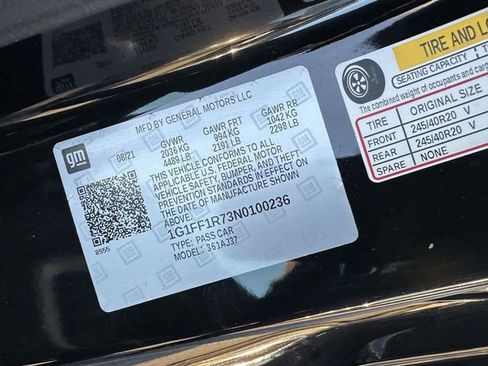 gm
MFD BY GENERAL MOTORS LLC
08/21
GVWR GAWR FRT GAWR RR
2036 KG 994 KG 1042 KG
4489 LB 2191 LB 2298 LB
THIS VEHICLE CONFORMS TO ALL
APPLICABLE U.S. FEDERAL MOTOR
VEHICLE SAFETY, BUMPER, AND THEFT
PREVENTION STANDARDS IN EFFECT
ON THE DATE OF MANUFACTURE SHOWN
ABOVE.
1G1FF1R73N0100236
TYPE: PASS CAR
MODEL: 361AJ37
8555
TIRE AND
SEATING CAPACITY
The combined weight of occupants and
TIRE ORIGINAL SIZE
FRONT 245/40R20 V
REAR 245/40R20 V
SPARE NONE